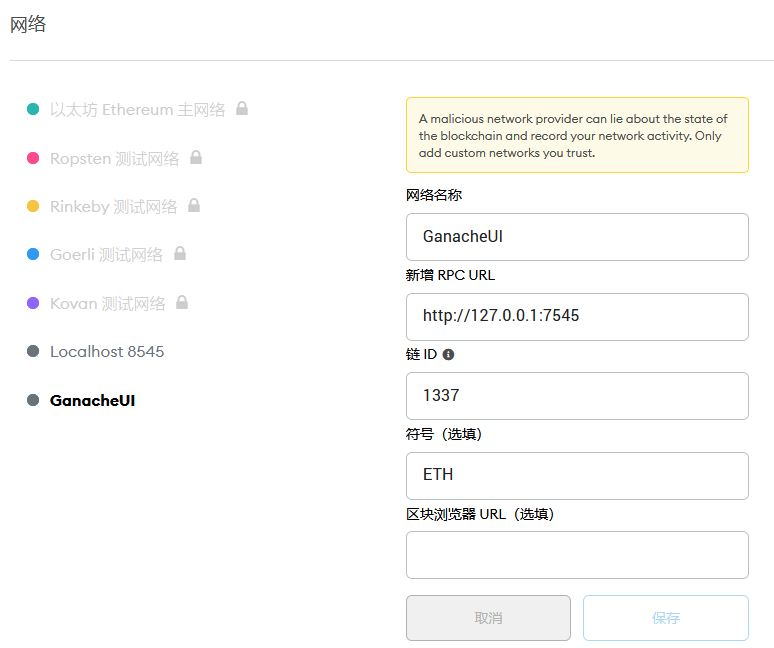 网络
以太坊 Ethereum 主网络
Ropsten 测试网络
Rinkeby 测试网络
Goerli 测试网络
Kovan 测试网络
Localhost 8545
GanacheUI
A malicious network provider can lie about the state of
the blockchain and record your network activity. Only
add custom networks you trust.
网络名称
GanacheUI
新增 RPC URL
http://127.0.0.1:7545
链 ID
1337
符号（选填）
ETH
区块浏览器 URL（选填）
取消
保存